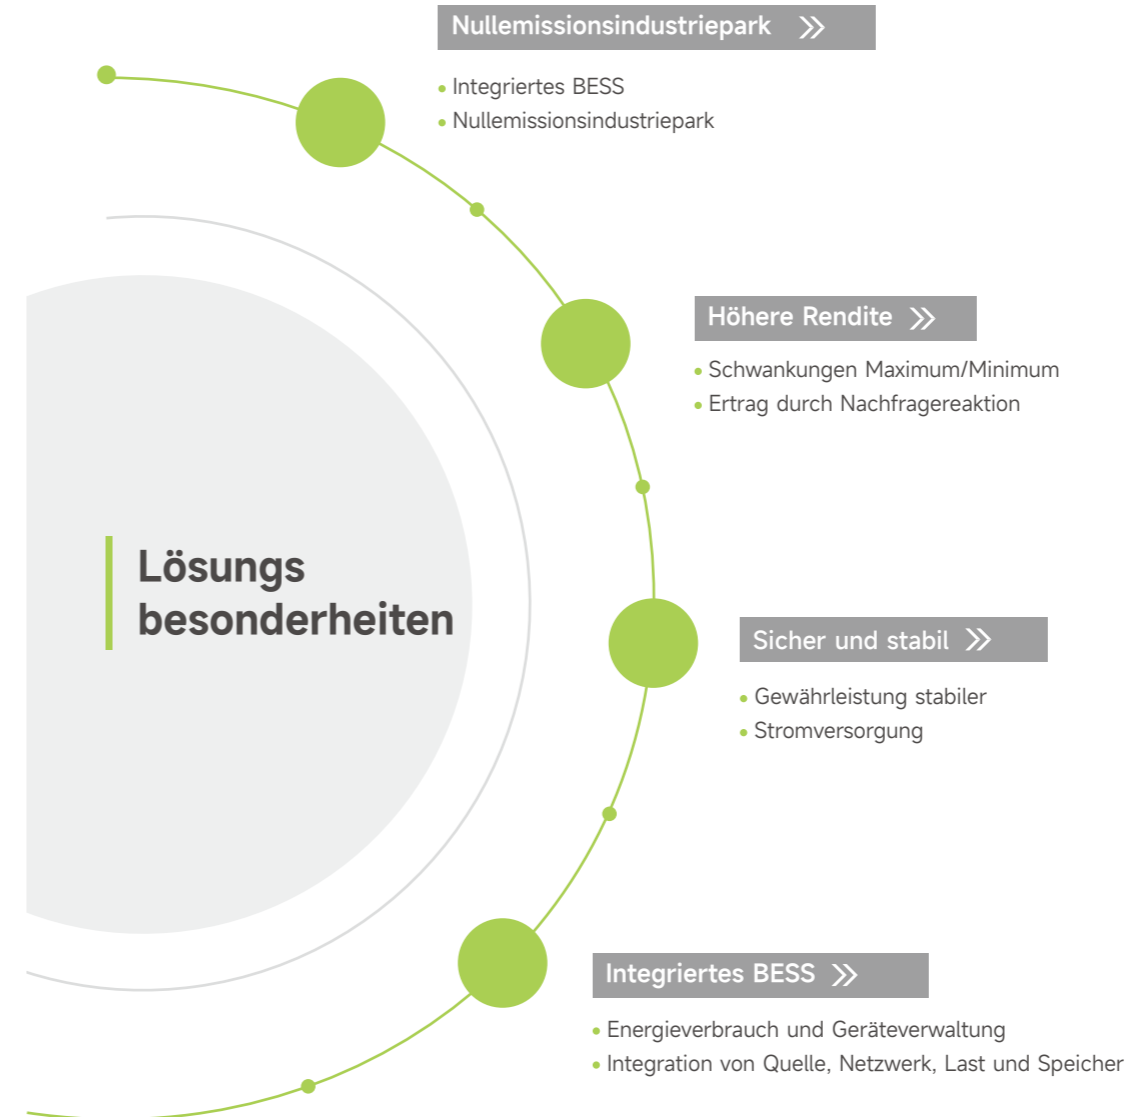 Nullemissionsindustriepark
• Integriertes BESS
• Nullemissionsindustriepark
Höhere Rendite
• Schwankungen Maximum/Minimum
• Ertrag durch Nachfragereaktion
Lösungs
besonderheiten
Sicher und stabil
• Gewährleistung stabiler
• Stromversorgung
Integriertes BESS
• Energieverbrauch und Geräteverwaltung
• Integration von Quelle, Netzwerk, Last und Speicher